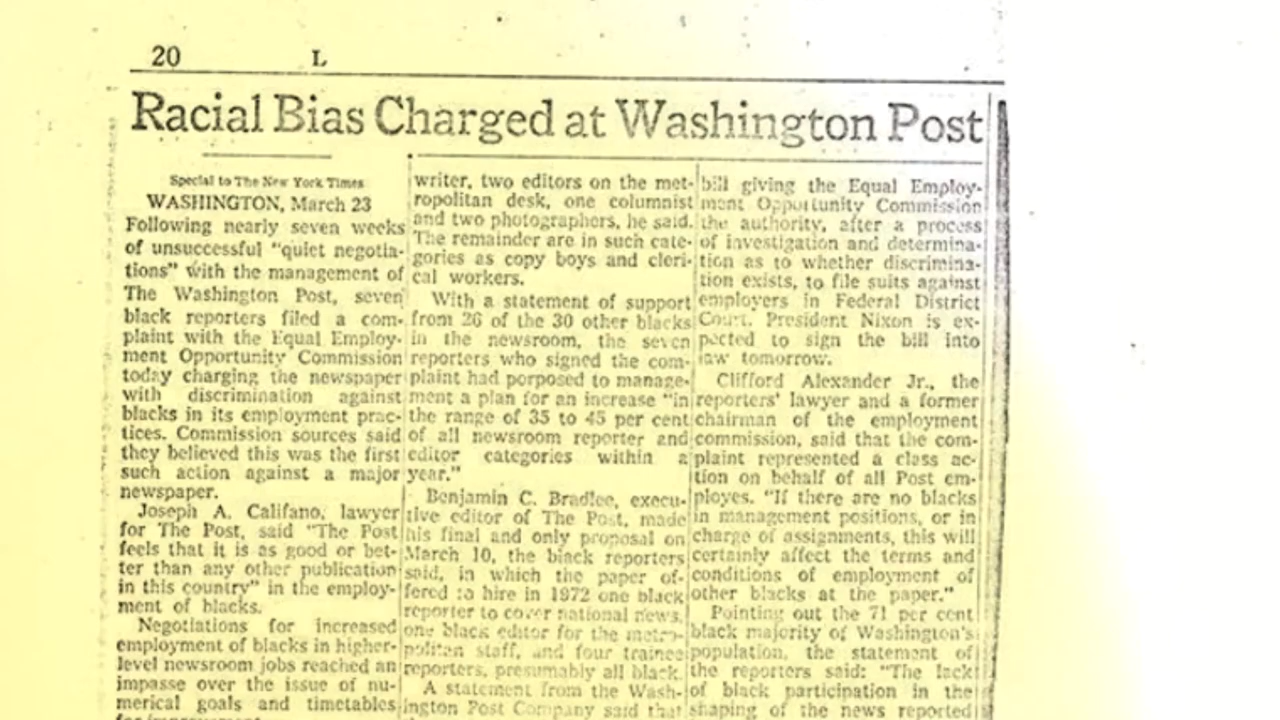 20 L
Racial Bias Charged at Washington Post
Special to The New York Times
WASHINGTON, March 23
Following nearly seven weeks
of unsuccessful "quiet negotia-
tions" with the management of
The Washington Post, seven
black reporters filed a com-
plaint with the Equal Employ-
ment Opportunity Commission
today charging the newspaper
with discrimination against
blacks in its employment prac-
tices. Commission sources said
they believed this was the first
such action against a major
newspaper.
Joseph A. Califano, lawyer
for The Post, said "The Post
feels that it is as good or bet-
ter than any other publication
in this country" in the employ-
ment of blacks.
Negotiations for increased
employment of blacks in higher-
level newsroom jobs reached an
impasse over the issue of nu-
merical goals and timetables
for improvement.
writer, two editors on the met-
ropolitan desk, one columnist
and two photographers, he said.
The remainder are in such cate-
gories as copy boys and cleri-
cal workers.
With a statement of support
from 26 of the 30 other blacks
in the newsroom, the seven
reporters who signed the com-
plaint had porposed to manage-
ment a plan for an increase "in
the range of 35 to 45 per cent
of all newsroom reporter and
editor categories within a
year."
Benjamin C. Bradlee, execu-
tive editor of The Post, made
his final and only proposal on
March 10, the black reporters
said, in which the paper of-
fered to hire in 1972 one black
reporter to cover national news,
one black editor for the metro-
politan staff, and four trainee
reporters, presumably all black.
A statement from the Wash-
ington Post Company said that
bill giving the Equal Employ-
ment Opportunity Commission
the authority, after a process
of investigation and determina-
tion as to whether discrimina-
tion exists, to file suits against
employers in Federal District
Court. President Nixon is ex-
pected to sign the bill into
law tomorrow.
Clifford Alexander Jr., the
reporters' lawyer and a former
chairman of the employment
commission, said that the com-
plaint represented a class ac-
tion on behalf of all Post em-
ployes. "If there are no blacks
in management positions, or in
charge of assignments, this will
certainly affect the terms and
conditions of employment of
other blacks at the paper."
Pointing out the 71 per cent
black majority of Washington's
population, the statement of
the reporters said: "The lack
of black participation in the
shaping of the news reported